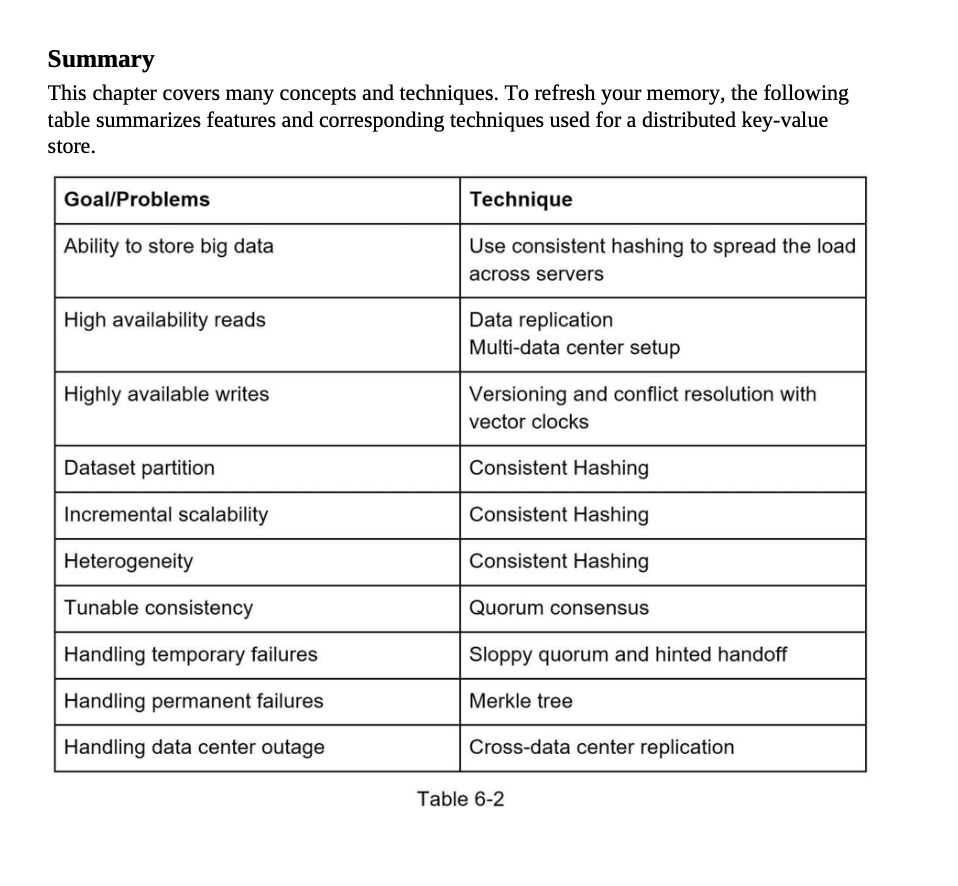 Summary
This chapter covers many concepts and techniques. To refresh your memory, the following
table summarizes features and corresponding techniques used for a distributed key-value
store.
Goal/Problems Technique
Ability to store big data Use consistent hashing to spread the load
across servers
High availability reads Data replication
Multi-data center setup
Highly available writes Versioning and conflict resolution with
vector clocks
Dataset partition Consistent Hashing
Incremental scalability Consistent Hashing
Heterogeneity Consistent Hashing
Tunable consistency Quorum consensus
Handling temporary failures Sloppy quorum and hinted handoff
Handling permanent failures Merkle tree
Handling data center outage Cross-data center replication
Table 6-2